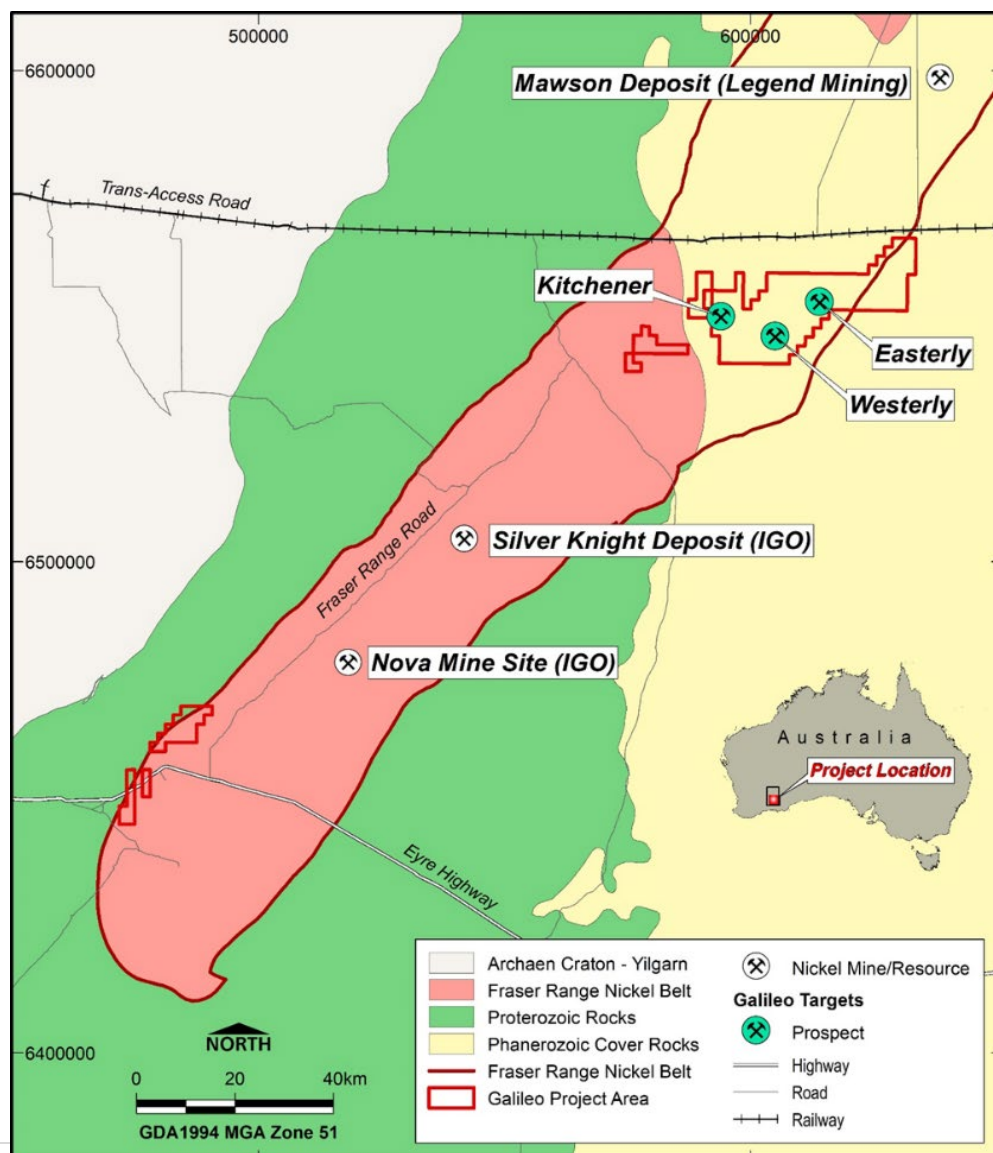 500000
600000
6600000
Mawson Deposit (Legend Mining)
Trans-Access Road
Kitchener
Easterly
Westerly
Fraser Range Road
Silver Knight Deposit (IGO)
6500000
6500000
Nova Mine Site (IGO)
Australia
Project Location
Eyre Highway
Archaen Craton - Yilgarn
Fraser Range Nickel Belt
Proterozoic Rocks
Phanerozoic Cover Rocks
Fraser Range Nickel Belt
Galileo Project Area
Nickel Mine/Resource
Galileo Targets
Prospect
Highway
Road
Railway
6400000
NORTH
0 20 40km
GDA1994 MGA Zone 51